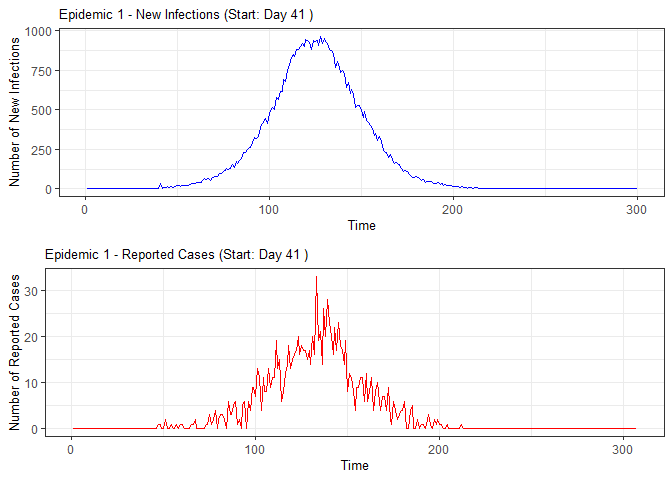 Epidemic 1 - New Infections (Start: Day 41 )
Number of New Infections
1000
750
500
250
0
0 100 200 300
Time
Epidemic 1 - Reported Cases (Start: Day 41 )
Number of Reported Cases
30
20
10
0
0 100 200 300
Time